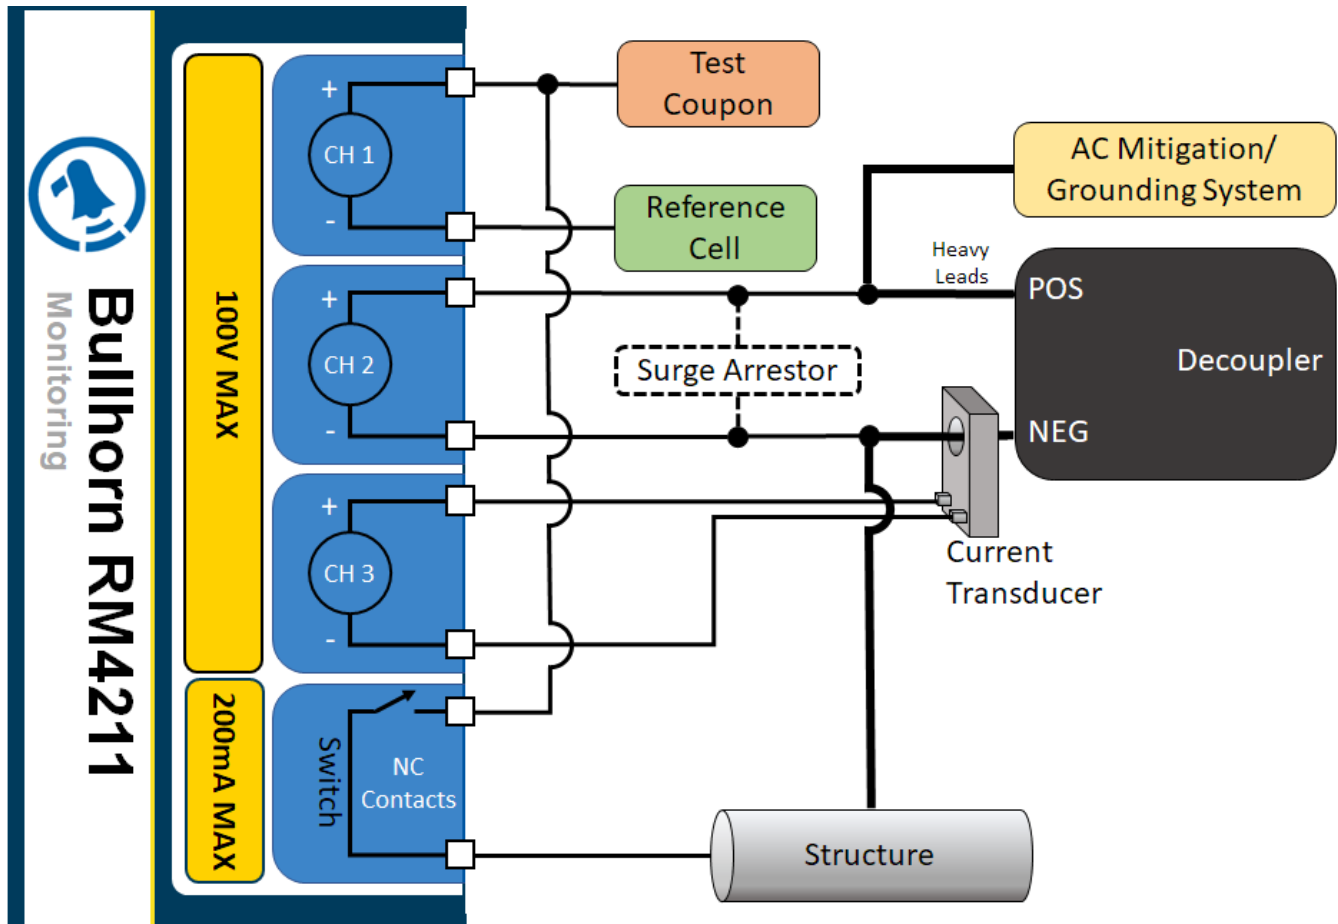 Bullhorn RM4211
Monitoring
100V MAX
200mA MAX
+
CH 1
-
+
CH 2
-
+
CH 3
-
Switch
NC
Contacts
Test
Coupon
Reference
Cell
Surge Arrestor
AC Mitigation/
Grounding System
Heavy
Leads
POS
Decoupler
NEG
Current
Transducer
Structure